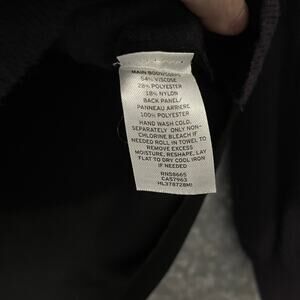 MAIN BODY/CORPS
54% VISCOSE
28% POLYESTER
18% NYLON
BACK PANEL/
PANNEAU ARRIERE
100% POLYESTER
HAND WASH COLD,
SEPARATELY ONLY NON-
CHLORINE BLEACH IF
NEEDED ROLL IN TOWEL TO
REMOVE EXCESS
MOISTURE, RESHAPE, LAY
FLAT TO DRY COOL IRON
IF NEEDED
RN58665
CA57963
HL378728MI